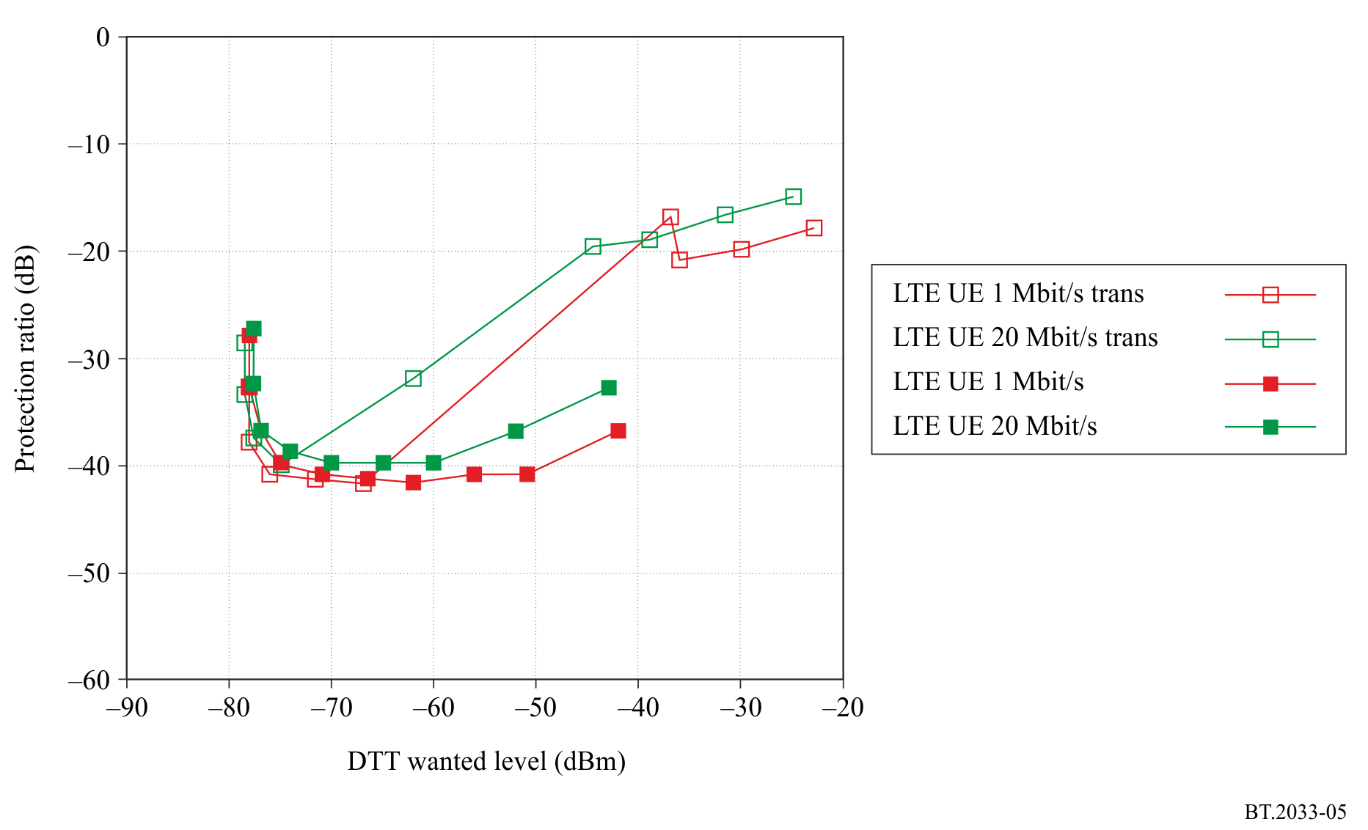 0
–10
–20
–30
–40
–50
–60
–90
–80
–70
–60
–50
–40
–30
–20
Protection ratio (dB)
DTT wanted level (dBm)
LTE UE 1 Mbit/s trans
LTE UE 20 Mbit/s trans
LTE UE 1 Mbit/s
LTE UE 20 Mbit/s
BT.2033-05